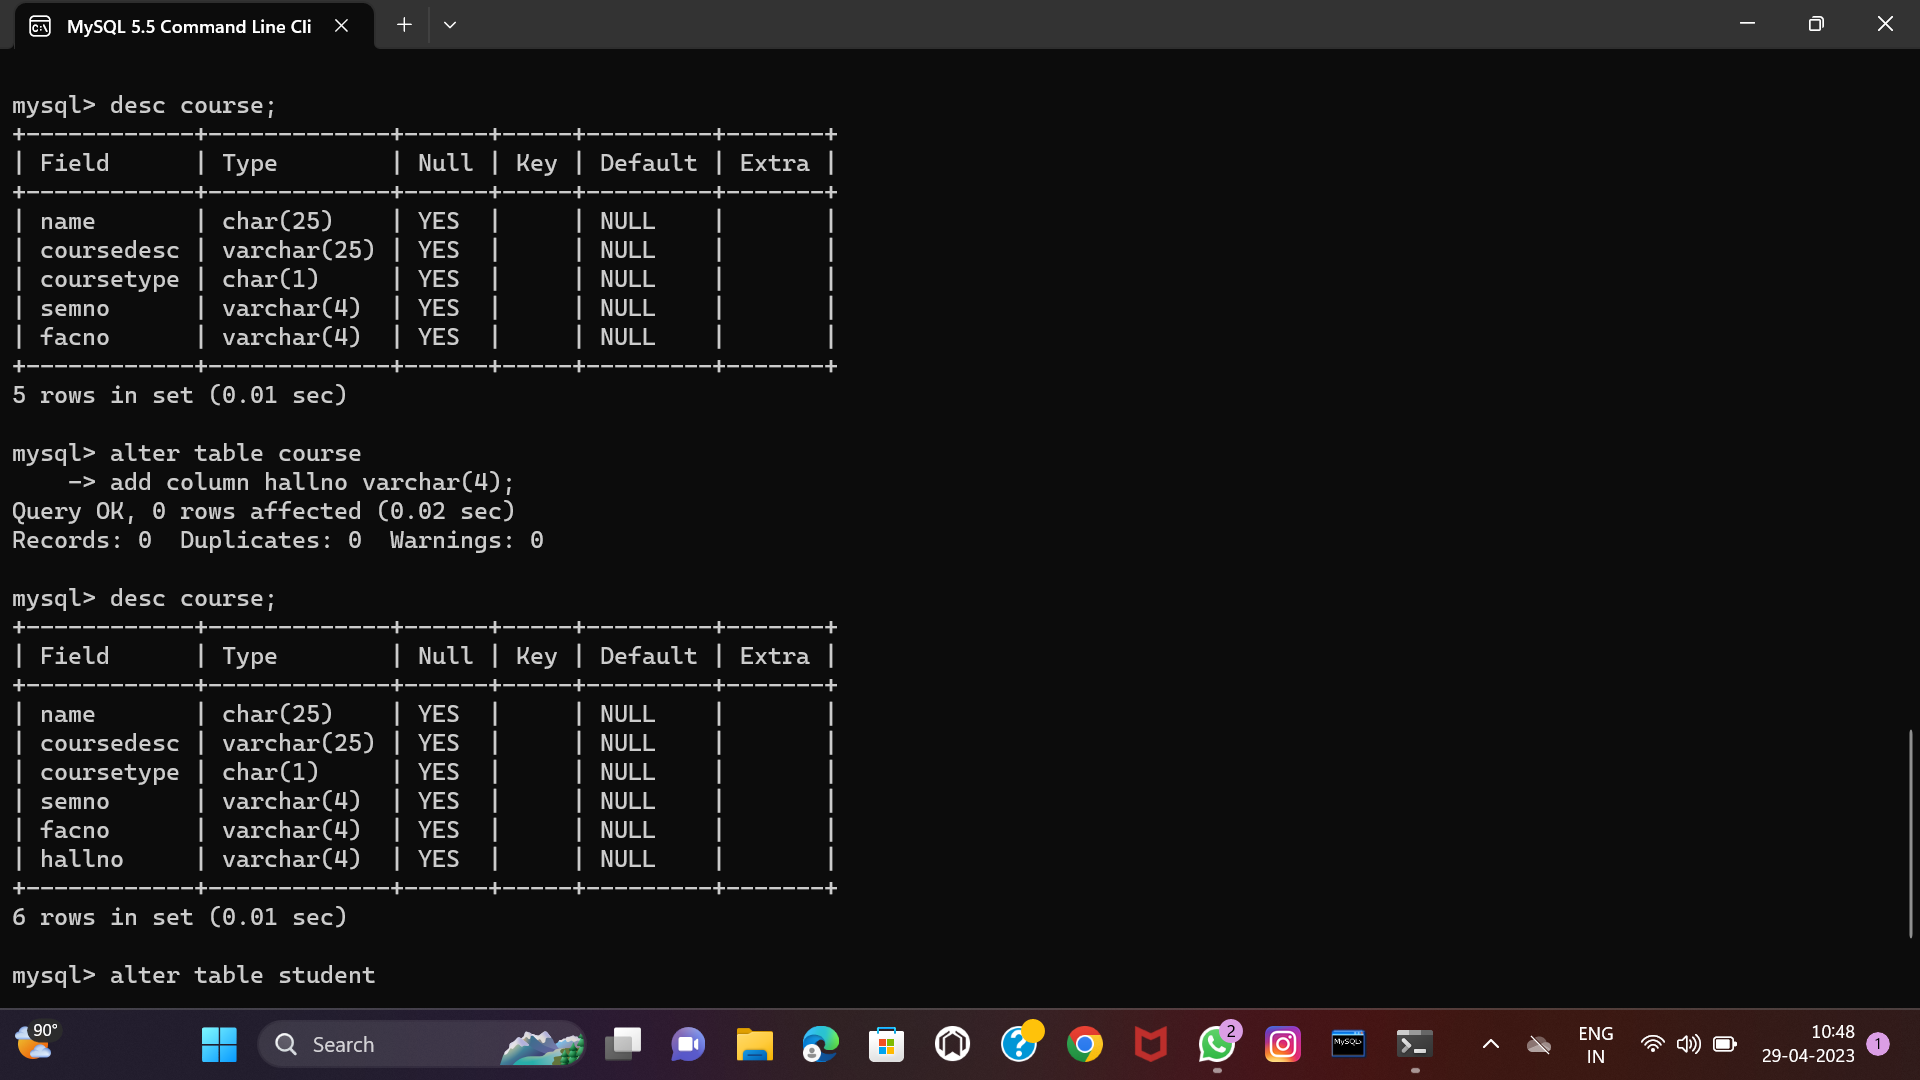 MySQL 5.5 Command Line Cli
mysql> desc course;
+------------+-------------+------+-----+---------+-------+
| Field      | Type        | Null | Key | Default | Extra |
+------------+-------------+------+-----+---------+-------+
| name       | char(25)    | YES  |     | NULL    |       |
| coursedesc | varchar(25) | YES  |     | NULL    |       |
| coursetype | char(1)     | YES  |     | NULL    |       |
| semno      | varchar(4)  | YES  |     | NULL    |       |
| facno      | varchar(4)  | YES  |     | NULL    |       |
+------------+-------------+------+-----+---------+-------+
5 rows in set (0.01 sec)
mysql> alter table course
    -> add column hallno varchar(4);
Query OK, 0 rows affected (0.02 sec)
Records: 0  Duplicates: 0  Warnings: 0
mysql> desc course;
+------------+-------------+------+-----+---------+-------+
| Field      | Type        | Null | Key | Default | Extra |
+------------+-------------+------+-----+---------+-------+
| name       | char(25)    | YES  |     | NULL    |       |
| coursedesc | varchar(25) | YES  |     | NULL    |       |
| coursetype | char(1)     | YES  |     | NULL    |       |
| semno      | varchar(4)  | YES  |     | NULL    |       |
| facno      | varchar(4)  | YES  |     | NULL    |       |
| hallno     | varchar(4)  | YES  |     | NULL    |       |
+------------+-------------+------+-----+---------+-------+
6 rows in set (0.01 sec)
mysql> alter table student
90°
Search
2
MySQL>
ENG
IN
10:48
29-04-2023
1